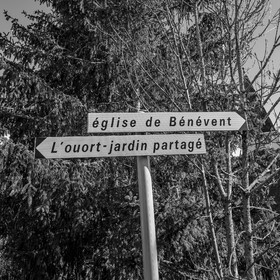 église de Bénévent
L'ouort-jardin partagé